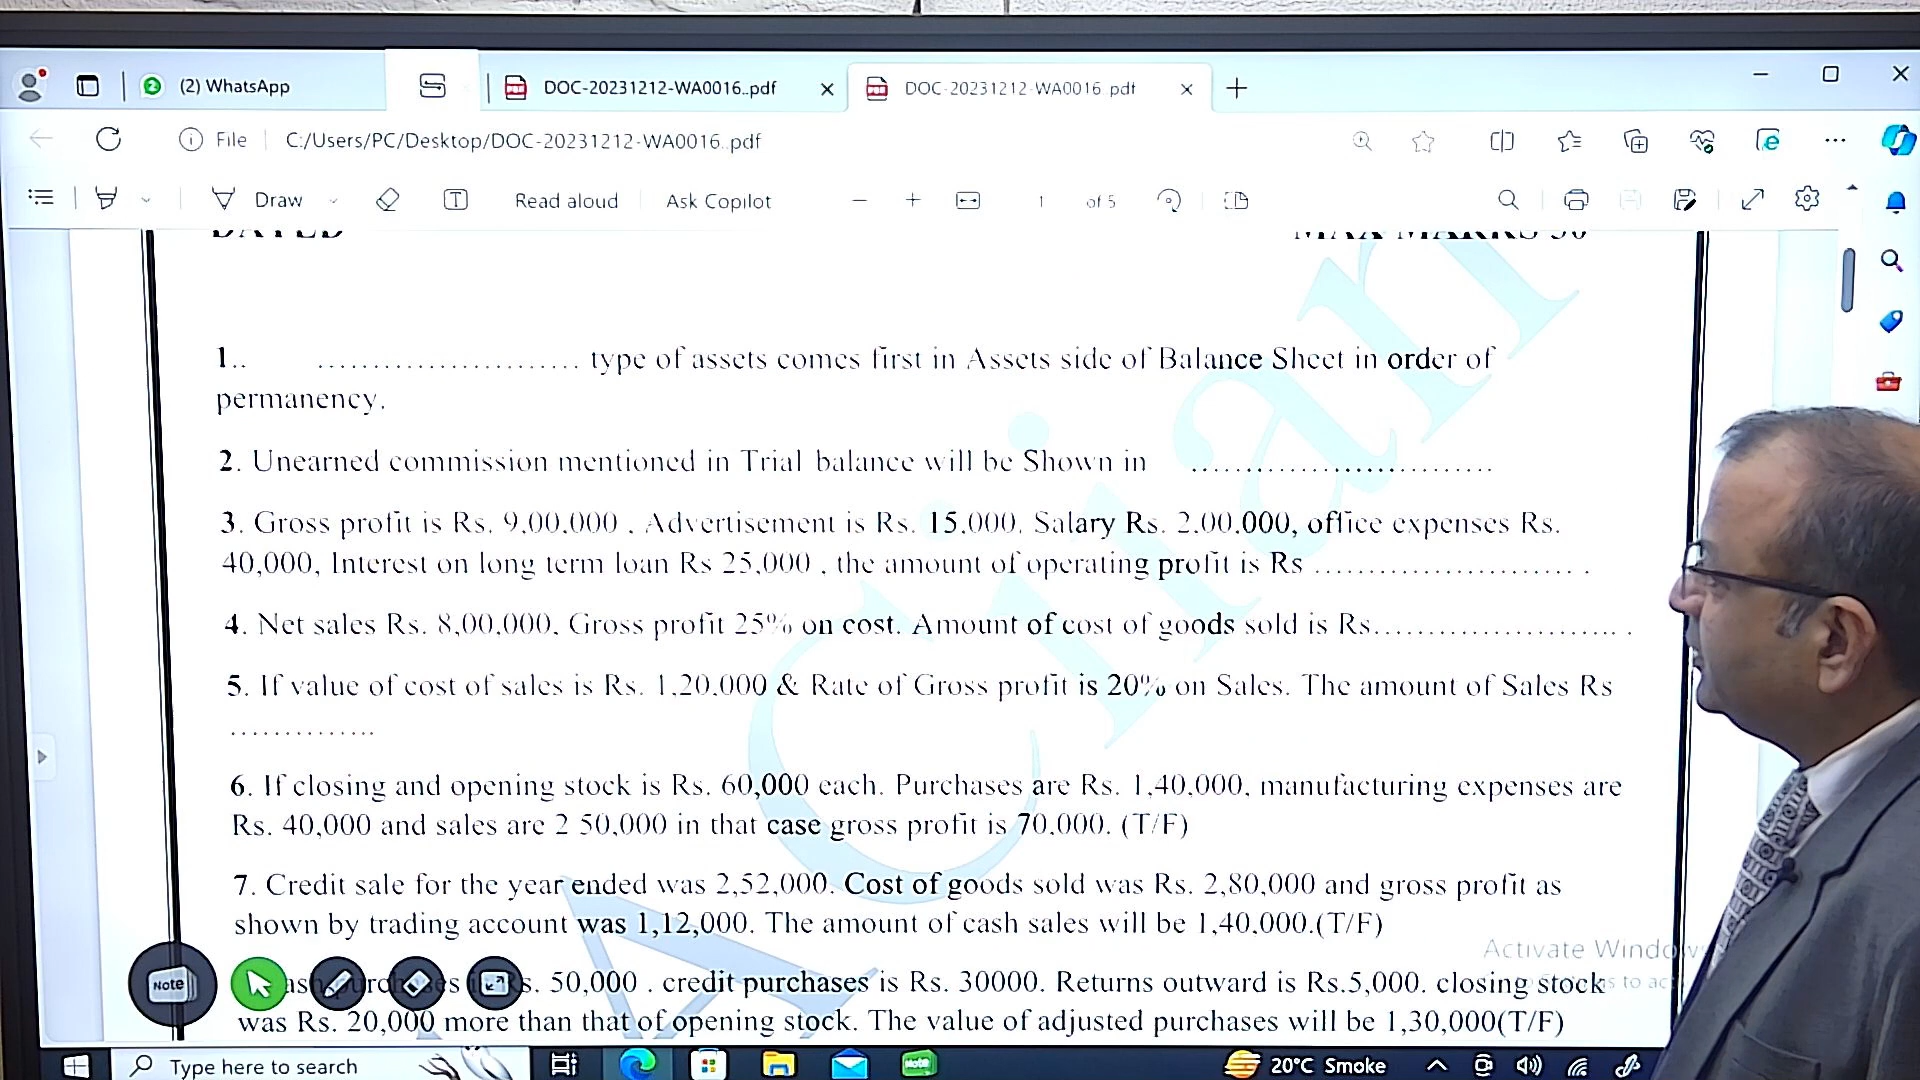 (2) WhatsApp
DOC-20231212-WA0016..pdf
DOC-20231212-WA0016.pdf
File
C:/Users/PC/Desktop/DOC-20231212-WA0016..pdf
Draw
Read aloud
Ask Copilot
1
of 5
DATED
MAX MARKS 50
1.. ........................ type of assets comes first in Assets side of Balance Sheet in order of
permanency.
2. Unearned commission mentioned in Trial balance will be Shown in ............................
3. Gross profit is Rs. 9,00,000 . Advertisement is Rs. 15,000. Salary Rs. 2,00,000, office expenses Rs.
40,000, Interest on long term loan Rs 25,000 , the amount of operating profit is Rs ........................ .
4. Net sales Rs. 8,00,000, Gross profit 25% on cost. Amount of cost of goods sold is Rs...................... .
5. If value of cost of sales is Rs. 1,20,000 & Rate of Gross profit is 20% on Sales. The amount of Sales Rs
..............
6. If closing and opening stock is Rs. 60,000 each. Purchases are Rs. 1,40,000, manufacturing expenses are
Rs. 40,000 and sales are 2 50,000 in that case gross profit is 70,000. (T/F)
7. Credit sale for the year ended was 2,52,000. Cost of goods sold was Rs. 2,80,000 and gross profit as
shown by trading account was 1,12,000. The amount of cash sales will be 1,40,000.(T/F)
Activate Windows
50,000 . credit purchases is Rs. 30000. Returns outward is Rs.5,000. closing stock
was Rs. 20,000 more than that of opening stock. The value of adjusted purchases will be 1,30,000(T/F)
Note
Type here to search
20°C Smoke